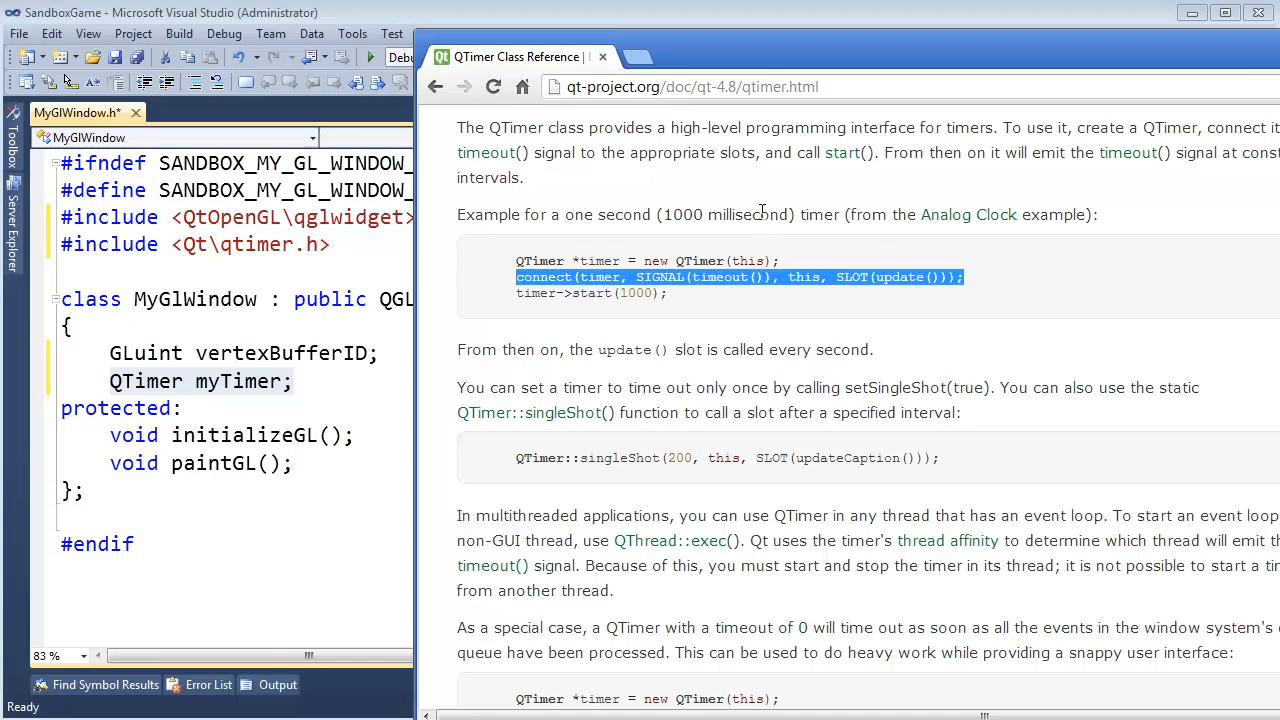 SandboxGame - Microsoft Visual Studio (Administrator)
File Edit View Project Build Debug Team Data Tools Test
Debu
MyGlWindow.h*
MyGlWindow
Toolbox
Server Explorer
#ifndef SANDBOX_MY_GL_WINDOW_
#define SANDBOX_MY_GL_WINDOW_
#include <QtOpenGL\qglwidget>
#include <Qt\qtimer.h>
class MyGlWindow : public QGL
{
GLuint vertexBufferID;
QTimer myTimer;
protected:
void initializeGL();
void paintGL();
};
#endif
83 %
Find Symbol Results Error List Output
Ready
Qt QTimer Class Reference |
qt-project.org/doc/qt-4.8/qtimer.html
The QTimer class provides a high-level programming interface for timers. To use it, create a QTimer, connect i
timeout() signal to the appropriate slots, and call start(). From then on it will emit the timeout() signal at const
intervals.
Example for a one second (1000 millisecond) timer (from the Analog Clock example):
QTimer *timer = new QTimer(this);
connect(timer, SIGNAL(timeout()), this, SLOT(update()));
timer->start(1000);
From then on, the update() slot is called every second.
You can set a timer to time out only once by calling setSingleShot(true). You can also use the static
QTimer::singleShot() function to call a slot after a specified interval:
QTimer::singleShot(200, this, SLOT(updateCaption()));
In multithreaded applications, you can use QTimer in any thread that has an event loop. To start an event loop
non-GUI thread, use QThread::exec(). Qt uses the timer's thread affinity to determine which thread will emit th
timeout() signal. Because of this, you must start and stop the timer in its thread; it is not possible to start a ti
from another thread.
As a special case, a QTimer with a timeout of 0 will time out as soon as all the events in the window system's e
queue have been processed. This can be used to do heavy work while providing a snappy user interface:
QTimer *timer = new QTimer(this);